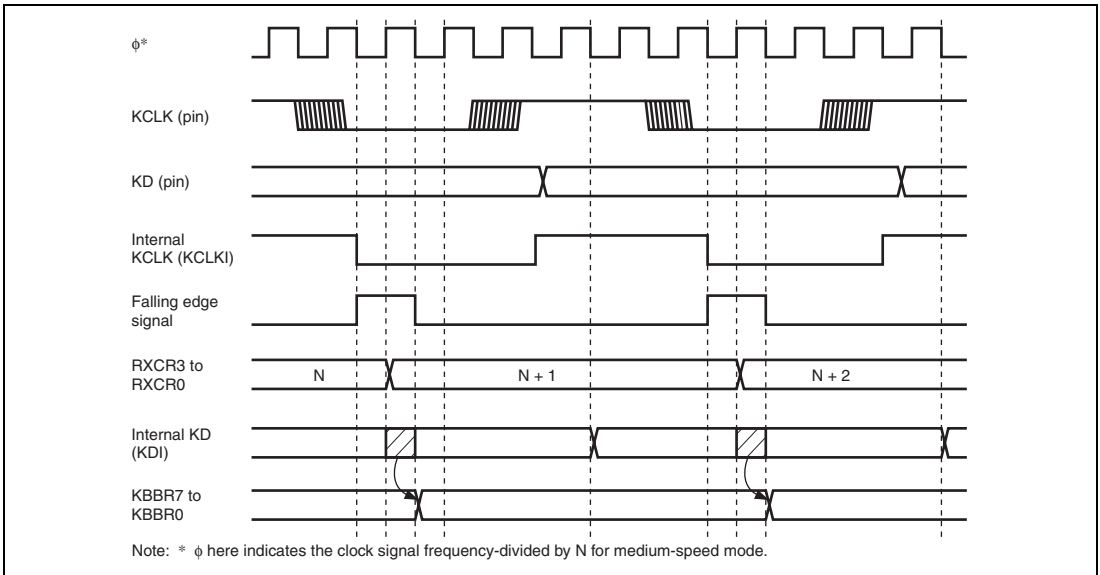 ϕ*
KCLK (pin)
KD (pin)
Internal
KCLK (KCLKI)
Falling edge
signal
RXCR3 to
RXCR0
N
N + 1
N + 2
Internal KD
(KDI)
KBBR7 to
KBBR0
Note: * ϕ here indicates the clock signal frequency-divided by N for medium-speed mode.